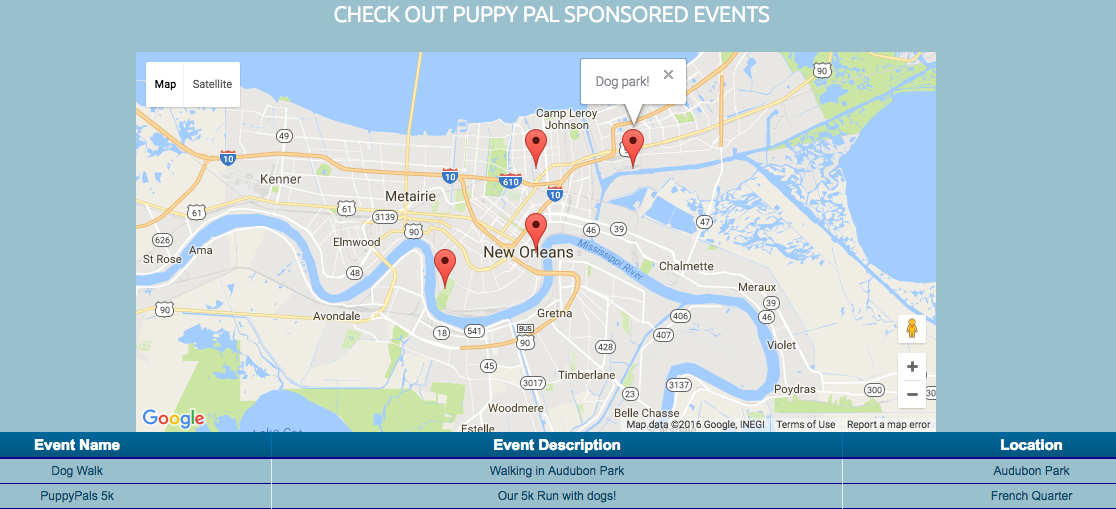 CHECK OUT PUPPY PAL SPONSORED EVENTS
Map Satellite
Dog park!
90
Camp Leroy
Johnson
49
10
90
Kenner
10
610
10
Metairie
61
61
3139
90
47
626
Ama
St Rose
Elmwood
46
39
New Orleans
Mississippi River
48
Chalmette
Meraux
90
Avondale
Gretna
39
46
406
18
541
BUS
90
407
428
Violet
45
3017
Timberlane
3137
23
Poydras
300
Woodmere
Belle Chasse
Estelle
Google
Map data ©2016 Google, INEGI Terms of Use Report a map error
Event Name Event Description Location
Dog Walk Walking in Audubon Park Audubon Park
PuppyPals 5k Our 5k Run with dogs! French Quarter